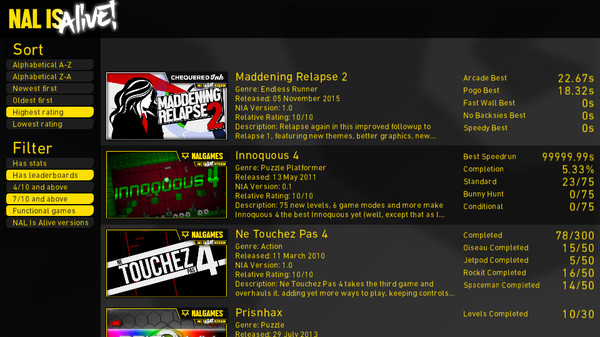 NAL IS Alive!
Sort
Alphabetical A-Z
Alphabetical Z-A
Newest first
Oldest first
Highest rating
Lowest rating
Filter
Has stats
Has leaderboards
4/10 and above
7/10 and above
Functional games
NAL Is Alive versions
CHEQUERED Ink
MADDENING
RELAPSE 2
Maddening Relapse 2
Genre: Endless Runner
Released: 05 November 2015
NIA Version: 1.0
Relative Rating: 10/10
Description: Relapse again in this improved followup to
Relapse 1, featuring new themes, better graphics, new...
Arcade Best 22.67s
Pogo Best 18.32s
Fast Wall Best 0s
No Backsies Best 0s
Speedy Best 0s
NALGAMES
INNOQUOUS 4
Innoquous 4
Genre: Puzzle Platformer
Released: 13 May 2011
NIA Version: 0.1
Relative Rating: 10/10
Description: 75 new levels, 6 game modes and more make
Innoquous 4 the best Innoquous yet (well, except that as I...
Best Speedrun 99999.99s
Completion 5.33%
Standard 23/75
Bunny Hunt 0/75
Conditional 0/75
NALGAMES
NE TOUCHEZ PAS 4
Ne Touchez Pas 4
Genre: Action
Released: 11 March 2010
NIA Version: 1.0
Relative Rating: 10/10
Description: Ne Touchez Pas 4 takes the third game and
overhauls it, adding yet more ways to play, keeping controls...
Completed 78/300
Oiseau Completed 15/50
Jetpod Completed 5/50
Rockit Completed 16/50
Spaceman Completed 14/50
NALGAMES
Prisnhax
Genre: Puzzle
Released: 29 July 2013
Levels Completed 10/30